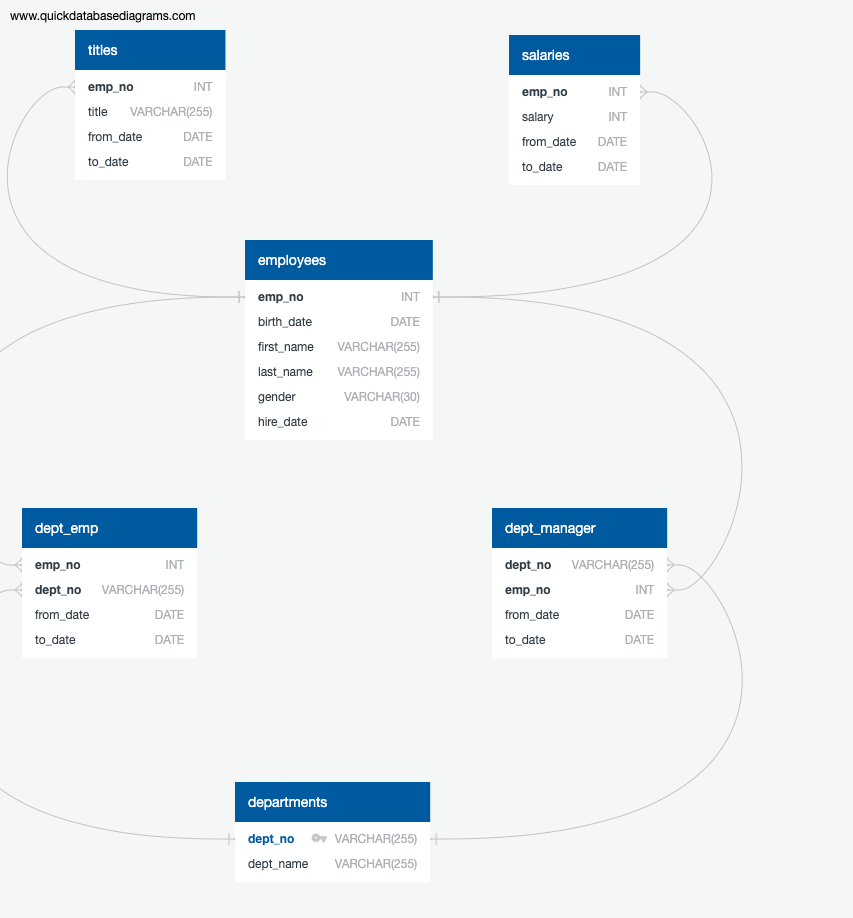 www.quickdatabasediagrams.com
titles
emp_no INT
title VARCHAR(255)
from_date DATE
to_date DATE
salaries
emp_no INT
salary INT
from_date DATE
to_date DATE
employees
emp_no INT
birth_date DATE
first_name VARCHAR(255)
last_name VARCHAR(255)
gender VARCHAR(30)
hire_date DATE
dept_emp
emp_no INT
dept_no VARCHAR(255)
from_date DATE
to_date DATE
dept_manager
dept_no VARCHAR(255)
emp_no INT
from_date DATE
to_date DATE
departments
dept_no VARCHAR(255)
dept_name VARCHAR(255)